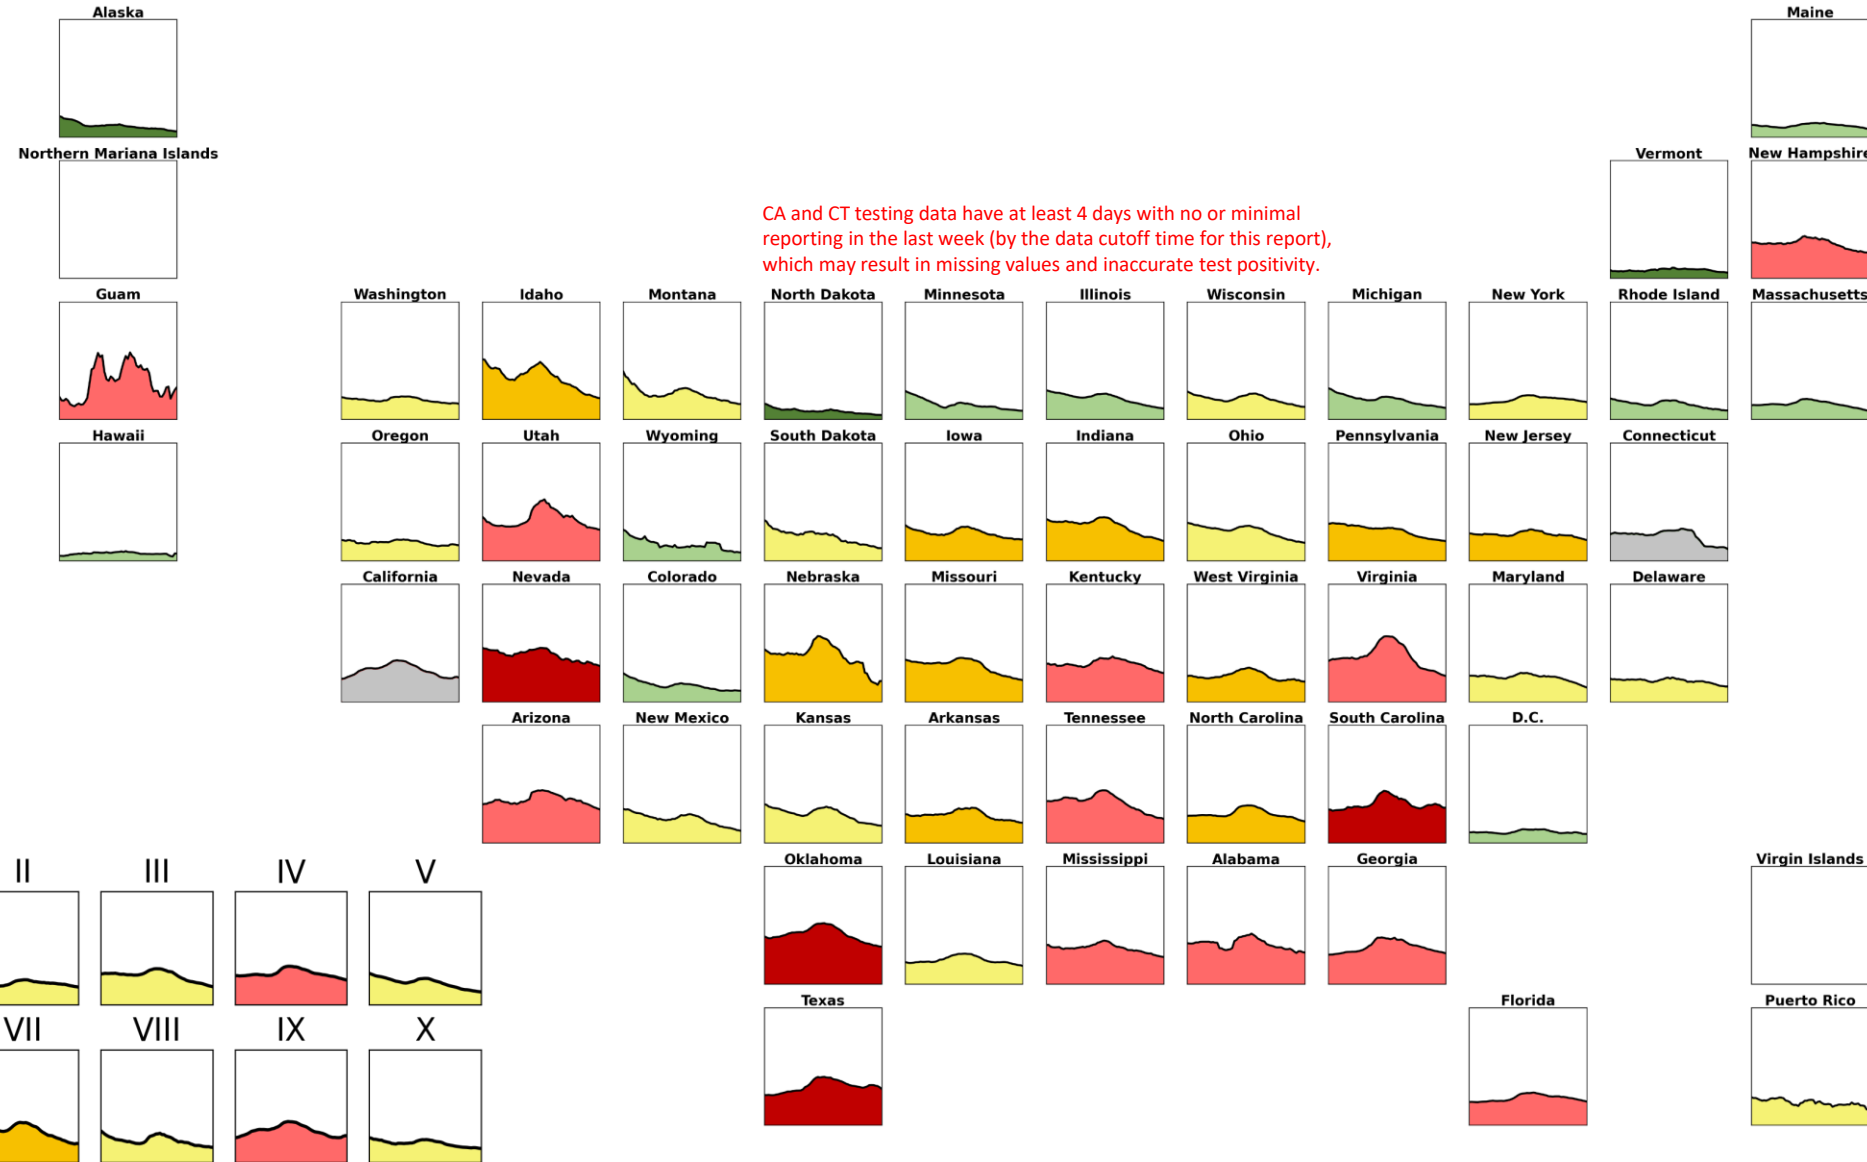 Alaska
Maine
Northern Mariana Islands
Vermont
New Hampshire
CA and CT testing data have at least 4 days with no or minimal
reporting in the last week (by the data cutoff time for this report),
which may result in missing values and inaccurate test positivity.
Guam
Washington
Idaho
Montana
North Dakota
Minnesota
Illinois
Wisconsin
Michigan
New York
Rhode Island
Massachusetts
Hawaii
Oregon
Utah
Wyoming
South Dakota
Iowa
Indiana
Ohio
Pennsylvania
New Jersey
Connecticut
California
Nevada
Colorado
Nebraska
Missouri
Kentucky
West Virginia
Virginia
Maryland
Delaware
Arizona
New Mexico
Kansas
Arkansas
Tennessee
North Carolina
South Carolina
D.C.
II
III
IV
V
Oklahoma
Louisiana
Mississippi
Alabama
Georgia
Virgin Islands
VII
VIII
IX
X
Texas
Florida
Puerto Rico